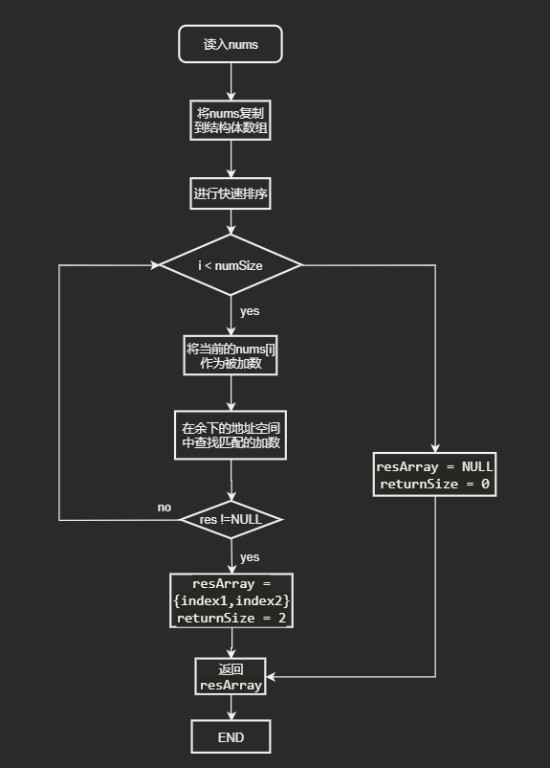 读入nums
将nums复制
到结构体数组
进行快速排序
i < numSize
yes
将当前的nums[i]
作为被加数
在余下的地址空间
中查找匹配的加数
resArray = NULL
returnSize = 0
no
res !=NULL
yes
resArray =
{index1,index2}
returnSize = 2
返回
resArray
END